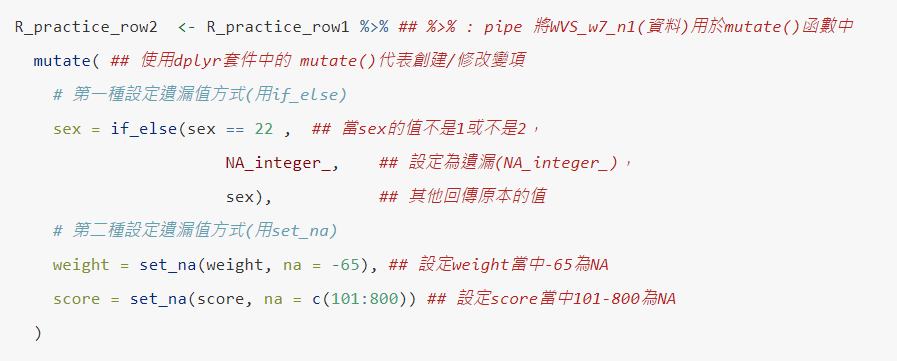 R_practice_row2  <- R_practice_row1 %>% ## %>% : pipe 將WVS_w7_n1(資料)用於mutate()函數中
  mutate( ## 使用dplyr套件中的 mutate()代表創建/修改變項
    # 第一種設定遺漏值方式(用if_else)
    sex = if_else(sex == 22 ,  ## 當sex的值不是1或不是2，
                      NA_integer_,    ## 設定為遺漏(NA_integer_)，
                      sex),           ## 其他回傳原本的值
    # 第二種設定遺漏值方式(用set_na)
    weight = set_na(weight, na = -65), ## 設定weight當中-65為NA
    score = set_na(score, na = c(101:800)) ## 設定score當中101-800為NA
  )